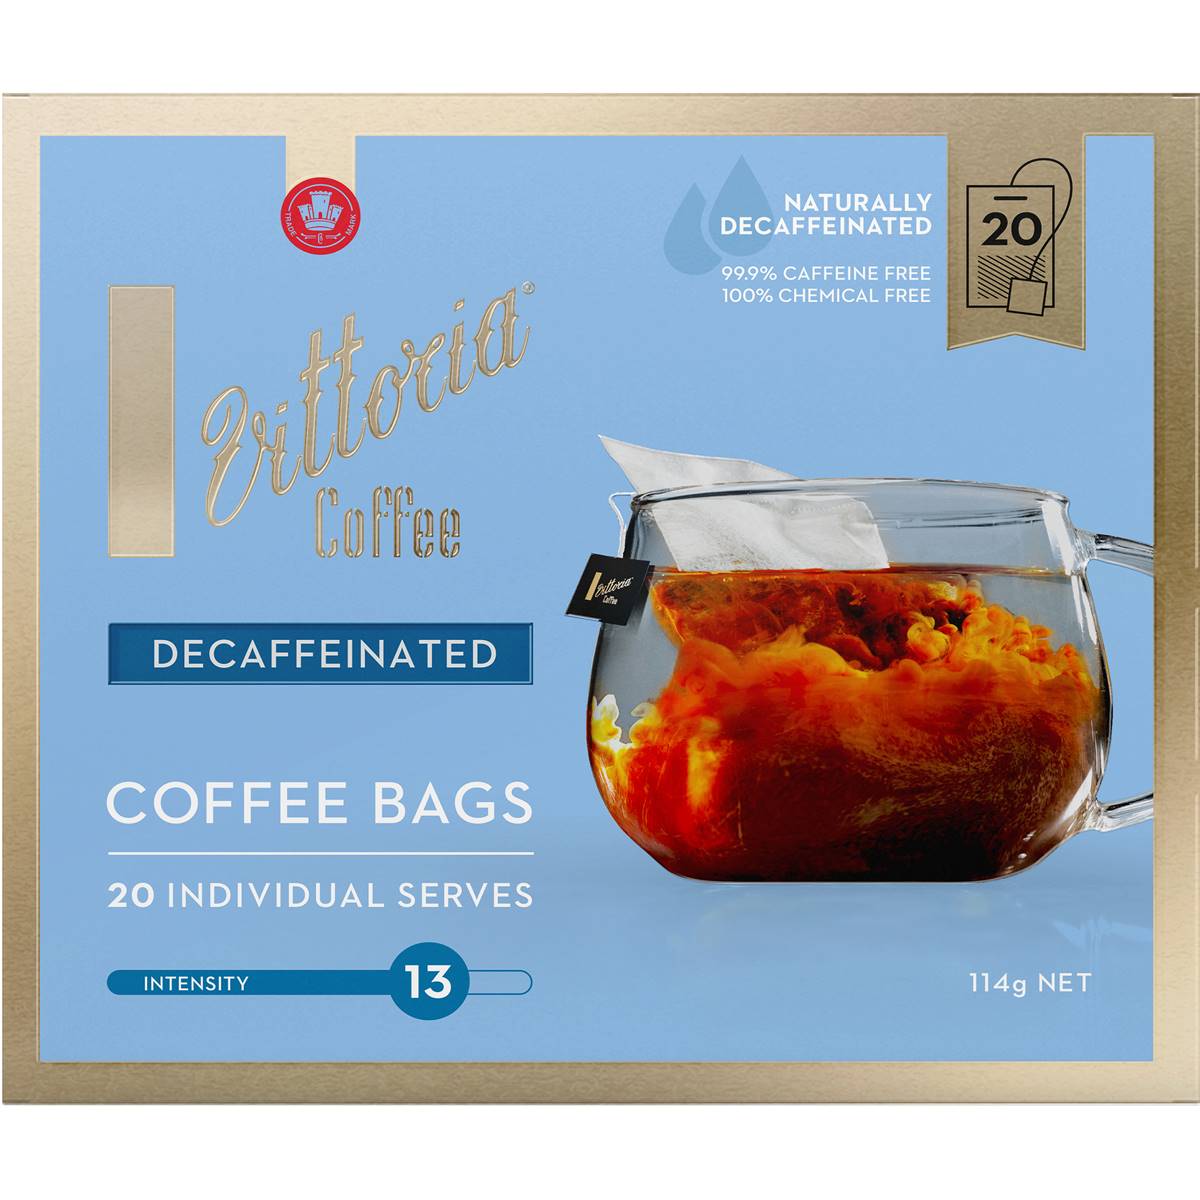 TRADE MARK
Vittoria®
Coffee
DECAFFEINATED
COFFEE BAGS
20 INDIVIDUAL SERVES
INTENSITY 13
NATURALLY
DECAFFEINATED
99.9% CAFFEINE FREE
100% CHEMICAL FREE
20
Vittoria
Coffee
114g NET